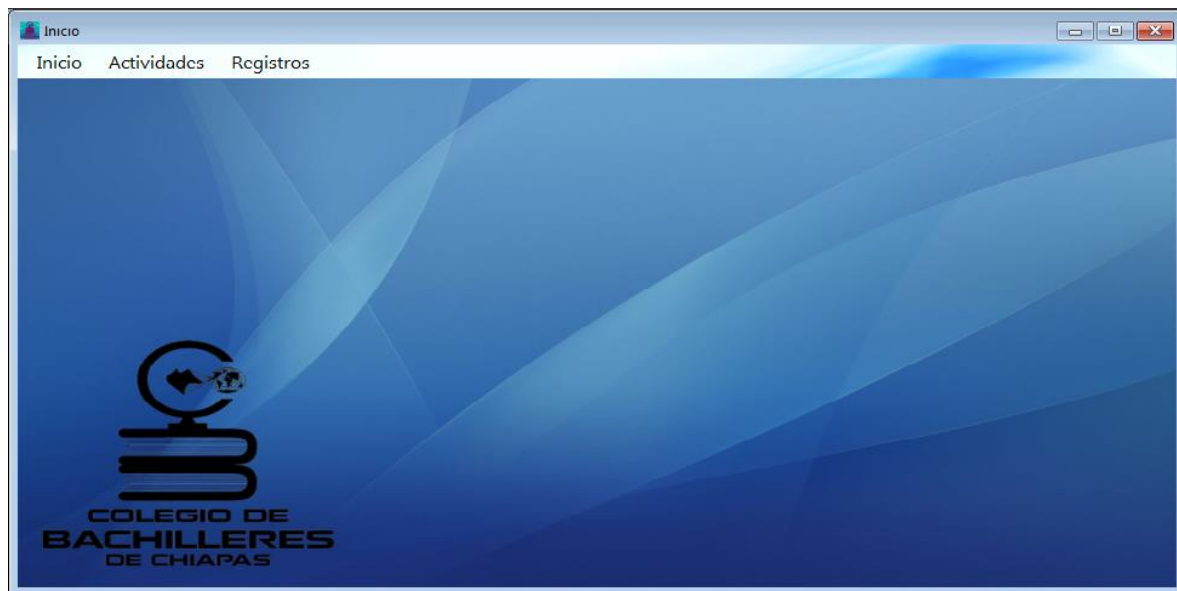 Inicio
Inicio Actividades Registros
COLEGIO DE
BACHILLERES
DE CHIAPAS